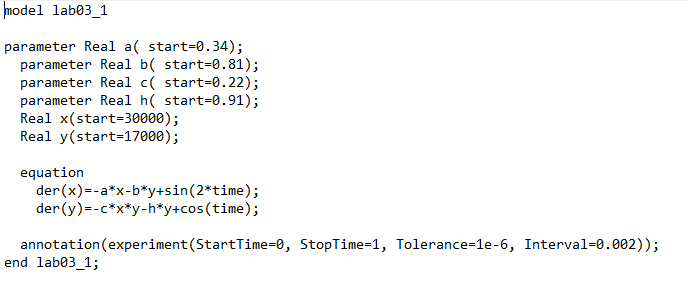 model lab03_1
parameter Real a( start=0.34);
parameter Real b( start=0.81);
parameter Real c( start=0.22);
parameter Real h( start=0.91);
Real x(start=30000);
Real y(start=17000);
equation
der(x)=-a*x-b*y+sin(2*time);
der(y)=-c*x*y-h*y+cos(time);
annotation(experiment(StartTime=0, StopTime=1, Tolerance=1e-6, Interval=0.002));
end lab03_1;